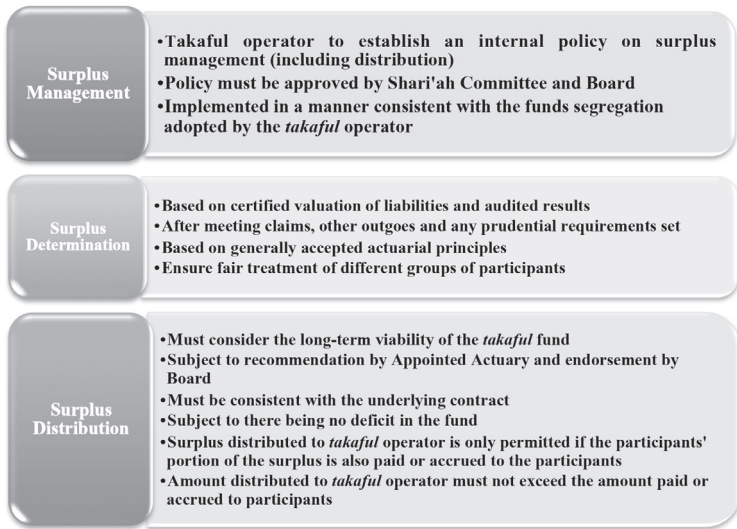 Surplus
Management
•Takaful operator to establish an internal policy on surplus
management (including distribution)
•Policy must be approved by Shari'ah Committee and Board
•Implemented in a manner consistent with the funds segregation
adopted by the takaful operator
Surplus
Determination
•Based on certified valuation of liabilities and audited results
•After meeting claims, other outgoes and any prudential requirements set
•Based on generally accepted actuarial principles
•Ensure fair treatment of different groups of participants
Surplus
Distribution
•Must consider the long-term viability of the takaful fund
•Subject to recommendation by Appointed Actuary and endorsement by
Board
•Must be consistent with the underlying contract
•Subject to there being no deficit in the fund
•Surplus distributed to takaful operator is only permitted if the participants'
portion of the surplus is also paid or accrued to the participants
•Amount distributed to takaful operator must not exceed the amount paid or
accrued to participants